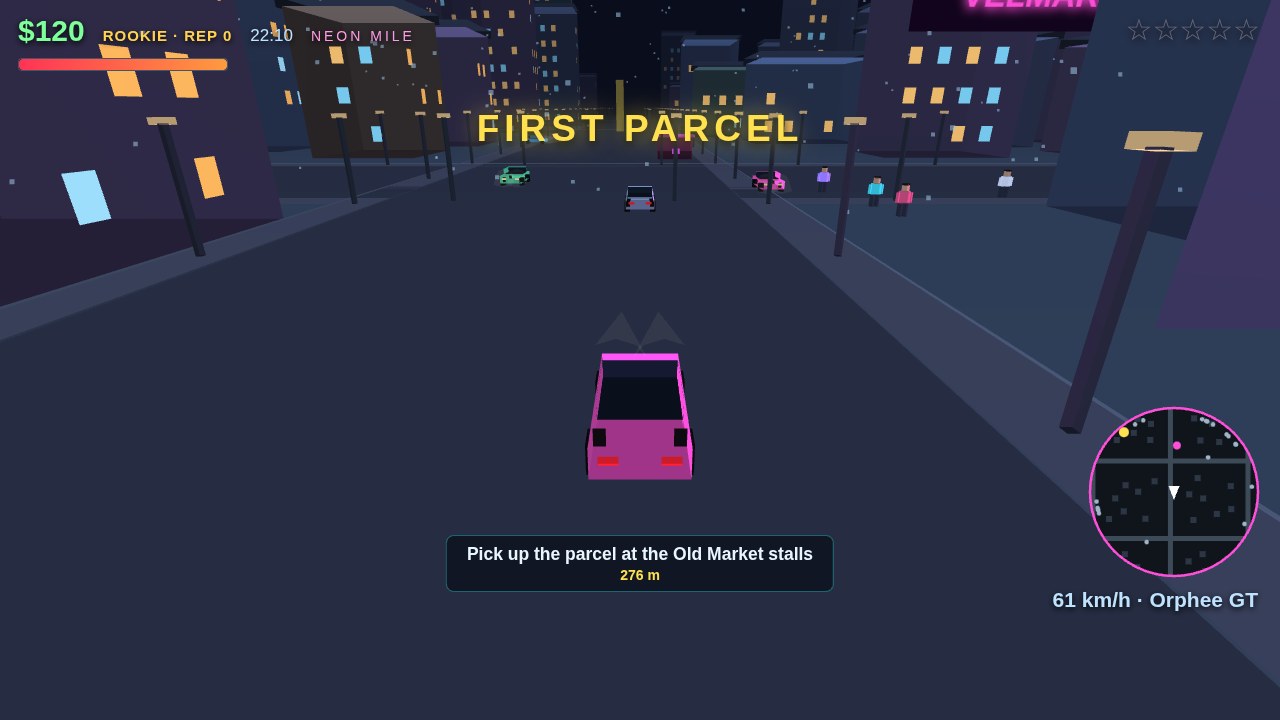 $120 ROOKIE · REP 0 22:10 NEON MILE
☆☆☆☆☆
FIRST PARCEL
Pick up the parcel at the Old Market stalls
276 m
61 km/h · Orphee GT